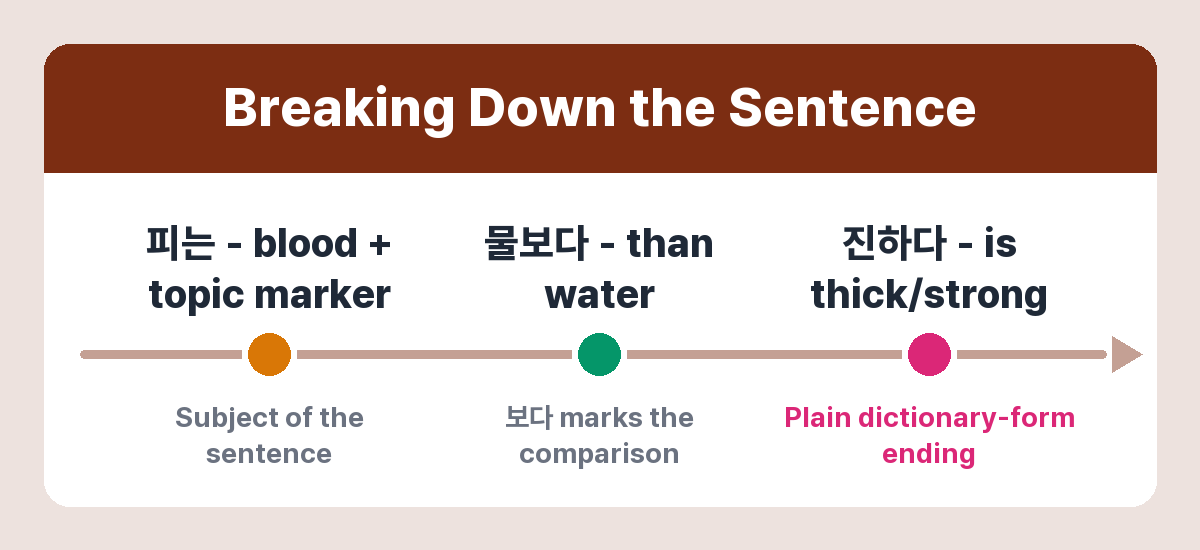 Breaking Down the Sentence
피는 - blood +
topic marker
물보다 - than
water
진하다 - is
thick/strong
Subject of the
sentence
보다 marks the
comparison
Plain dictionary-form
ending